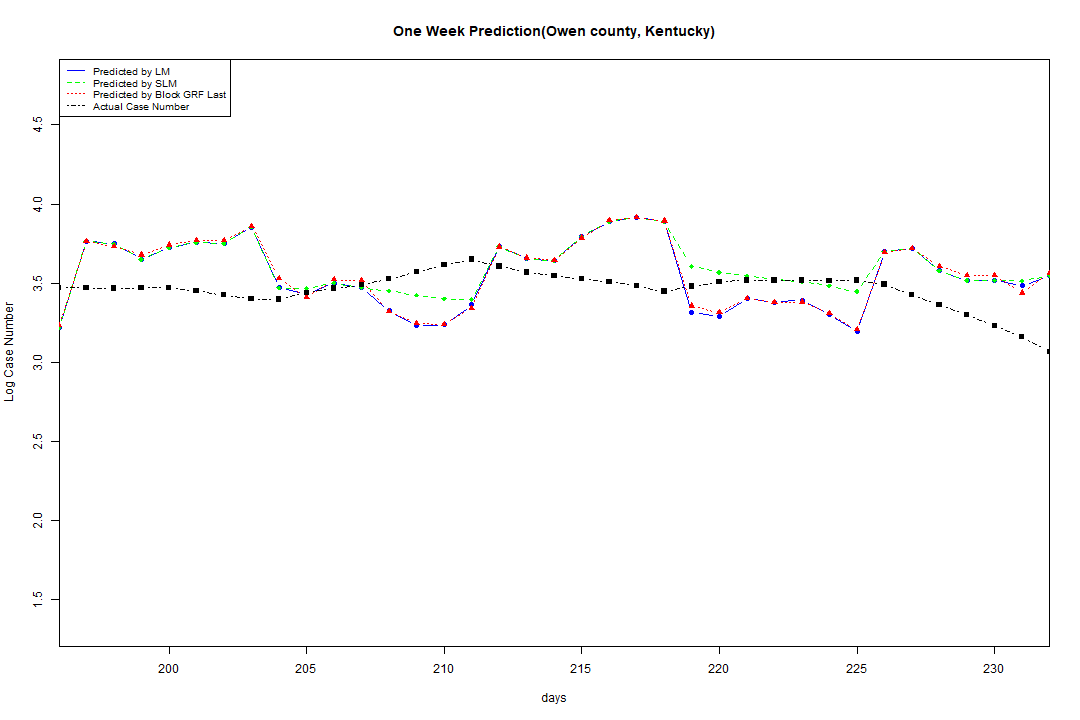 One Week Prediction(Owen county, Kentucky)
Predicted by LM
Predicted by SLM
Predicted by Block GRF Last
Actual Case Number
4.5
4.0
3.5
3.0
2.5
2.0
1.5
Log Case Number
200
205
210
215
220
225
230
days